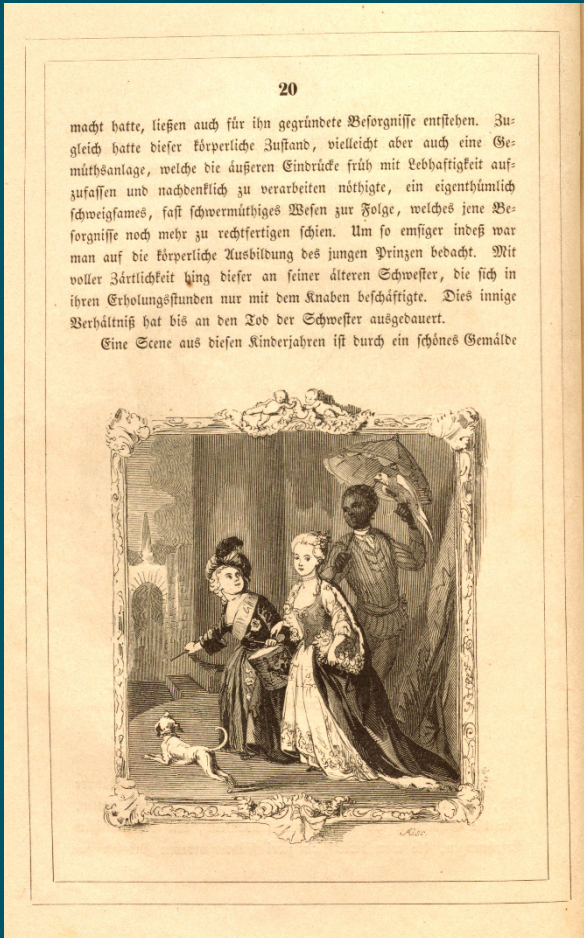 20
macht hatte, ließen auch für ihn gegründete Besorgnisse entstehen. Zu-
gleich hatte dieser körperliche Zustand, vielleicht aber auch eine Ge-
müthsanlage, welche die äußeren Eindrücke früh mit Lebhaftigkeit auf-
zufassen und nachdenklich zu verarbeiten nöthigte, ein eigenthümlich
schweigsames, fast schwermüthiges Wesen zur Folge, welches jene Be-
sorgnisse noch mehr zu rechtfertigen schien. Um so emsiger indeß war
man auf die körperliche Ausbildung des jungen Prinzen bedacht. Mit
voller Zärtlichkeit hing dieser an seiner älteren Schwester, die sich in
ihren Erholungsstunden nur mit dem Knaben beschäftigte. Dies innige
Verhältniß hat bis an den Tod der Schwester ausgedauert.
Eine Scene aus diesen Kinderjahren ist durch ein schönes Gemälde